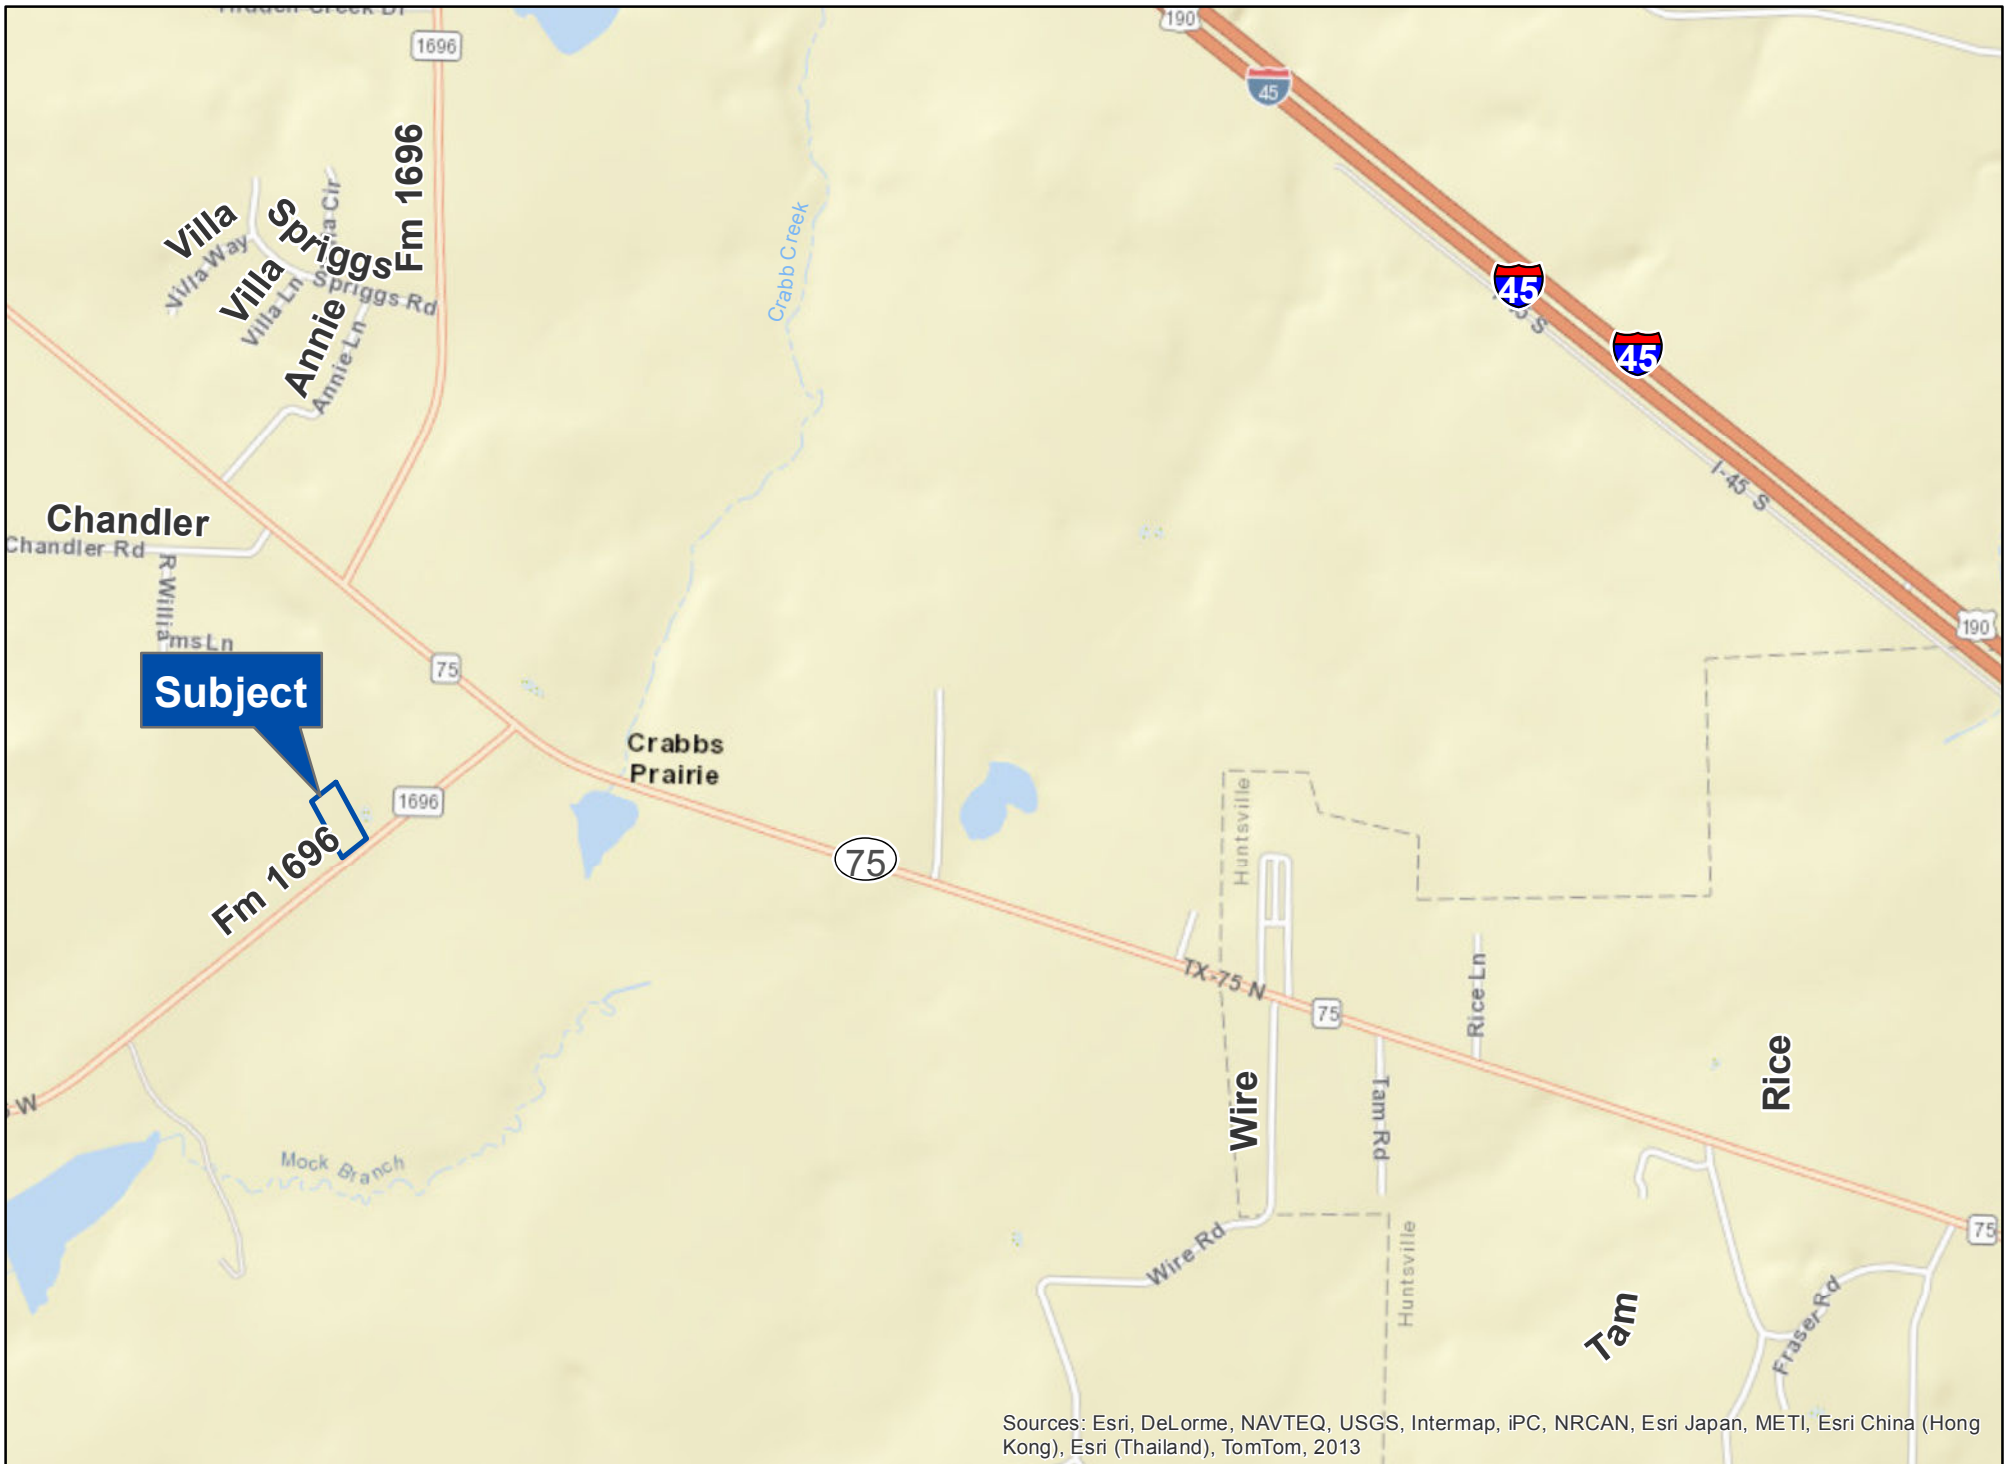 Hidden Creek Dr
190
1696
45
Fm 1696
Villa
Spriggs
Villa Way
Villa
Villa Ln
Spriggs Rd
Annie
Annie Ln
Crabb Creek
45
45
I-45 S
Chandler
Chandler Rd
R Williams Ln
190
75
Subject
Crabbs
Prairie
1696
Fm 1696
75
Huntsville
TX-75 N
75
Rice Ln
Rice
Wire
Tam Rd
W
Mock Branch
Wire Rd
Huntsville
75
Tam
Fraser Rd
Sources: Esri, DeLorme, NAVTEQ, USGS, Intermap, iPC, NRCAN, Esri Japan, METI, Esri China (Hong
Kong), Esri (Thailand), TomTom, 2013